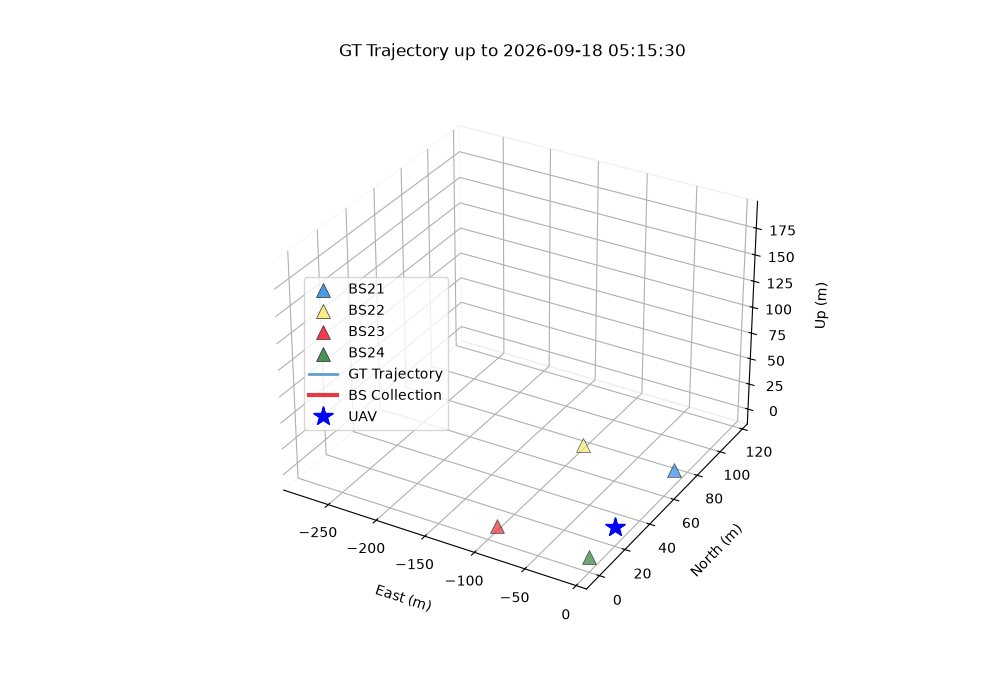 GT Trajectory up to 2026-09-18 05:15:30
BS21
BS22
BS23
BS24
GT Trajectory
BS Collection
UAV
175
150
125
100
75
50
25
0
Up (m)
120
100
80
60
40
20
0
North (m)
−250
−200
−150
−100
−50
0
East (m)